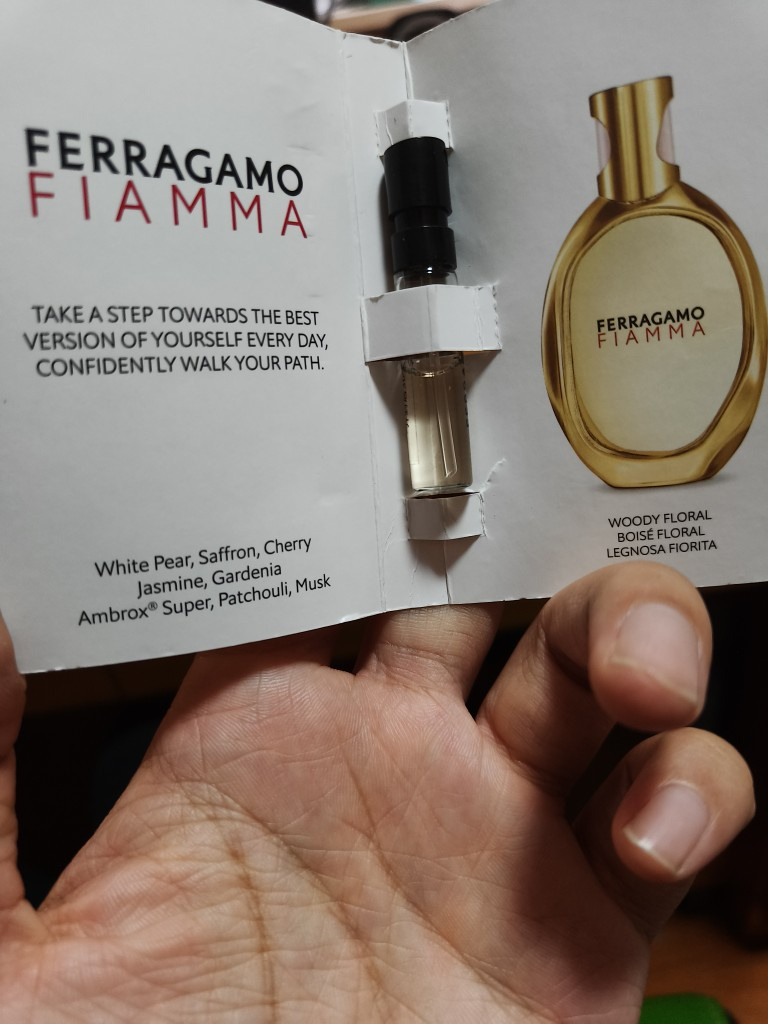 FERRAGAMO
FIAMMA
TAKE A STEP TOWARDS THE BEST
VERSION OF YOURSELF EVERY DAY,
CONFIDENTLY WALK YOUR PATH.
White Pear, Saffron, Cherry
Jasmine, Gardenia
Ambrox® Super, Patchouli, Musk
FERRAGAMO
FIAMMA
WOODY FLORAL
BOISÉ FLORAL
LEGNOSA FIORITA